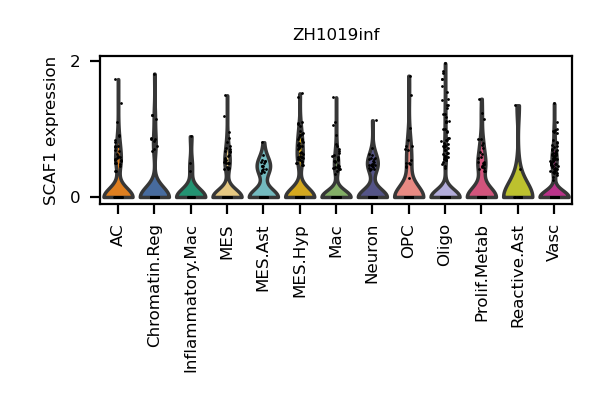 ZH1019inf
SCAF1 expression
2
0
AC
Chromatin.Reg
Inflammatory.Mac
MES
MES.Ast
MES.Hyp
Mac
Neuron
OPC
Oligo
Prolif.Metab
Reactive.Ast
Vasc